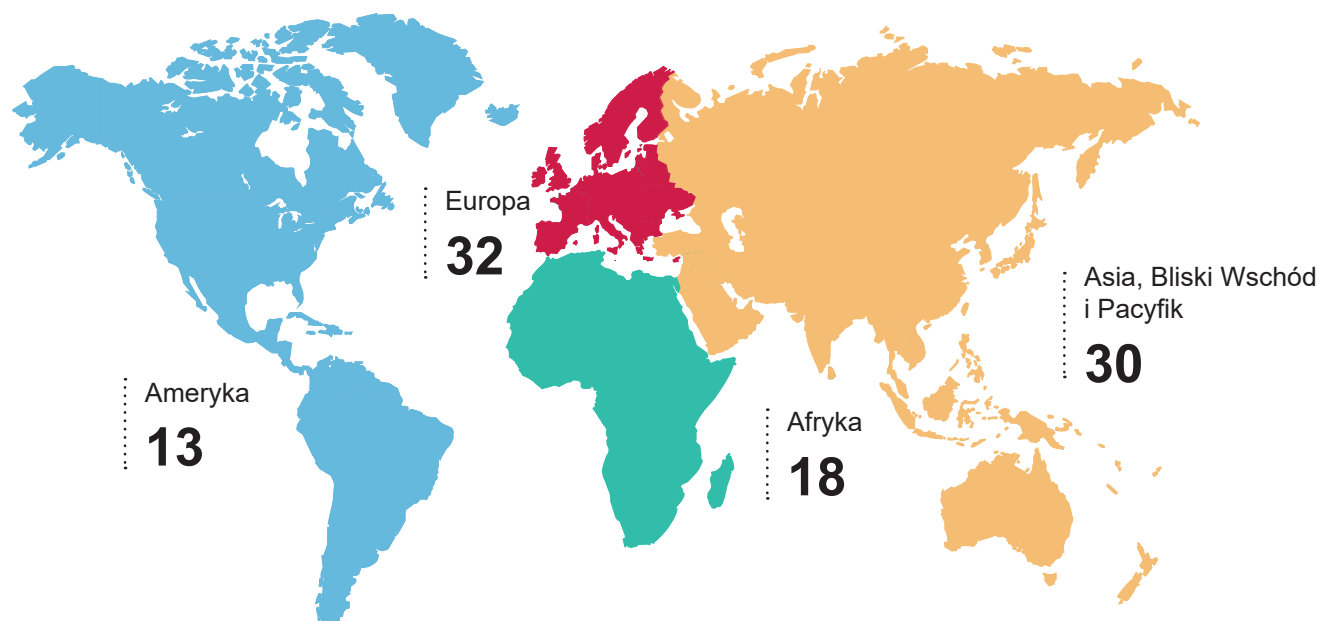 Europa
32
Asia, Bliski Wschód
i Pacyfik
30
Ameryka
13
Afryka
18